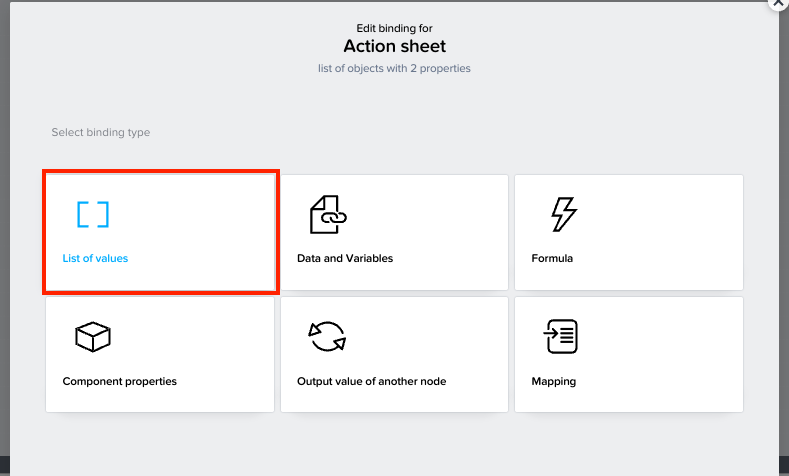 Edit binding for
Action sheet
list of objects with 2 properties
Select binding type
List of values
Data and Variables
Formula
Component properties
Output value of another node
Mapping